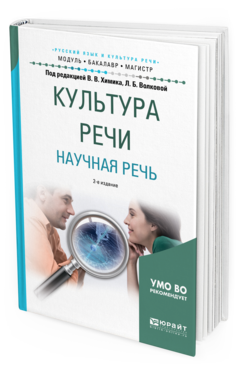 «РУССКИЙ ЯЗЫК И КУЛЬТУРА РЕЧИ»
МОДУЛЬ • БАКАЛАВР • МАГИСТР
Под редакцией В. В. Химика, Л. Б. Волковой
КУЛЬТУРА
РЕЧИ
НАУЧНАЯ РЕЧЬ
2-е издание
УМО ВО
РЕКОМЕНДУЕТ
ЮРАЙТ